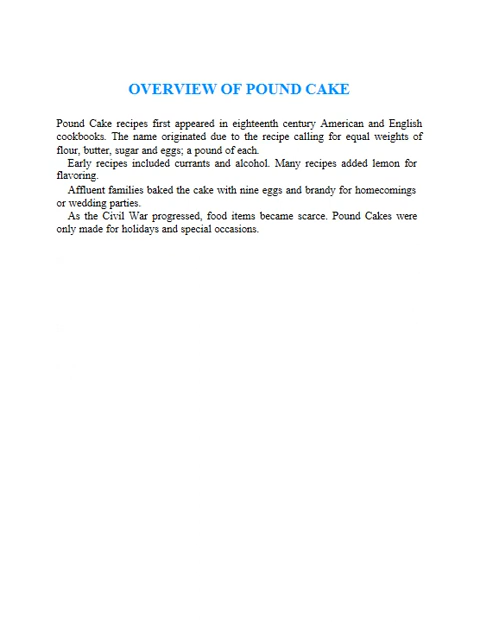 OVERVIEW OF POUND CAKE
Pound Cake recipes first appeared in eighteenth century American and English
cookbooks. The name originated due to the recipe calling for equal weights of
flour, butter, sugar and eggs; a pound of each.
Early recipes included currants and alcohol. Many recipes added lemon for
flavoring.
Affluent families baked the cake with nine eggs and brandy for homecomings
or wedding parties.
As the Civil War progressed, food items became scarce. Pound Cakes were
only made for holidays and special occasions.